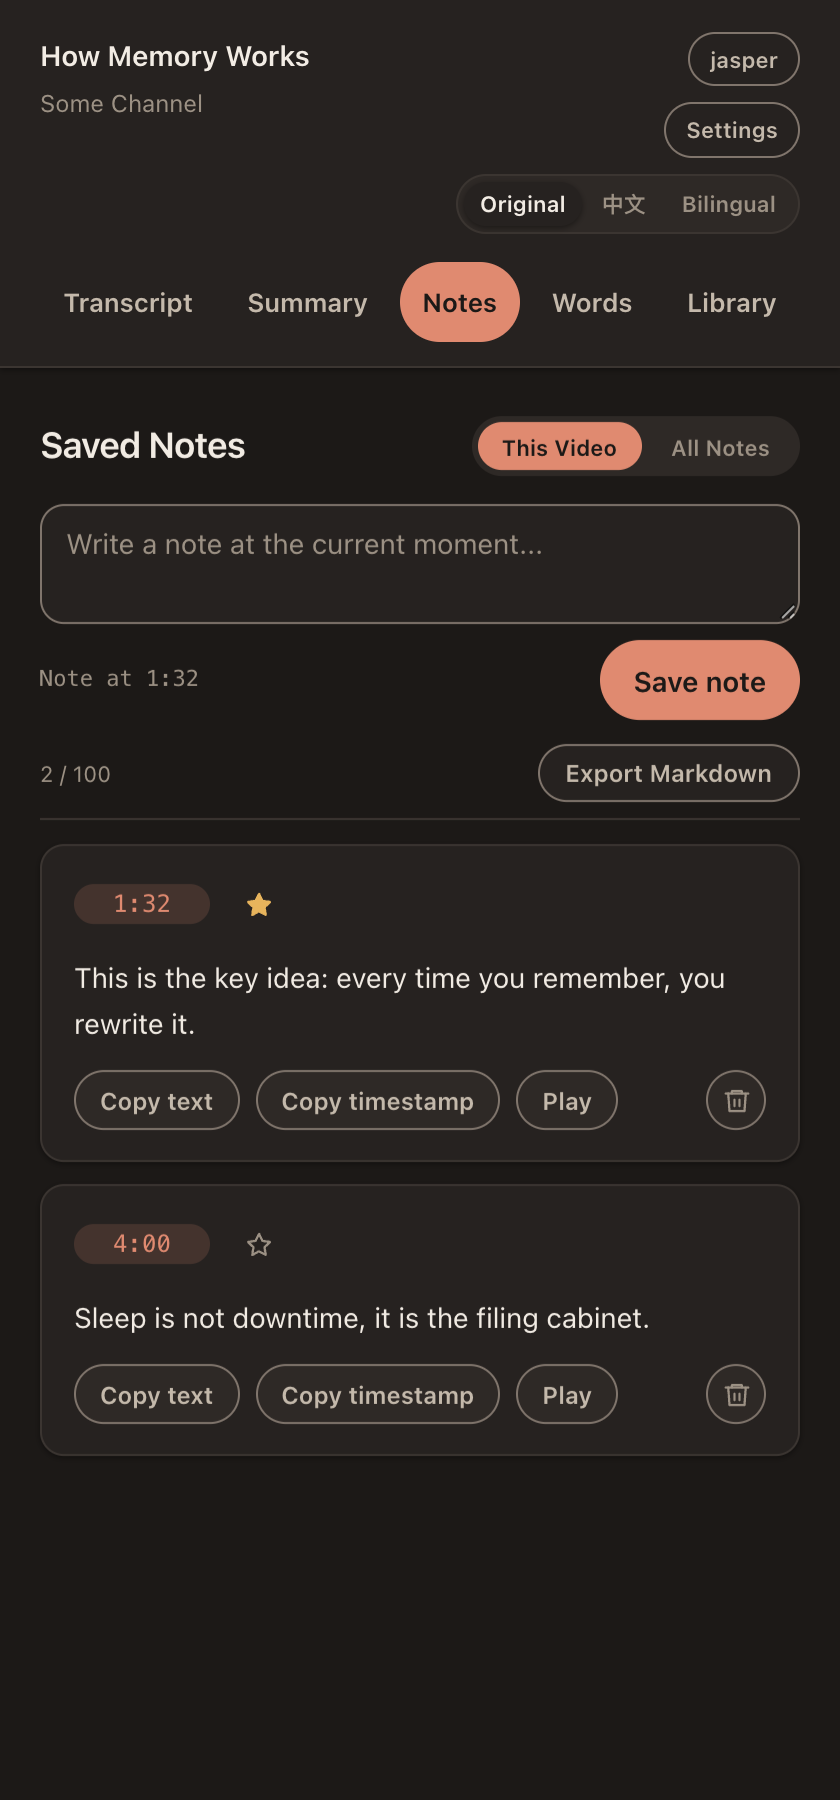 How Memory Works
Some Channel
jasper
Settings
Original 中文 Bilingual
Transcript Summary Notes Words Library
Saved Notes
This Video All Notes
Write a note at the current moment...
Note at 1:32
Save note
2 / 100
Export Markdown
1:32
This is the key idea: every time you remember, you
rewrite it.
Copy text Copy timestamp Play
4:00
Sleep is not downtime, it is the filing cabinet.
Copy text Copy timestamp Play